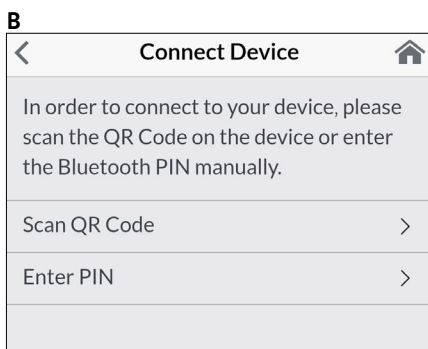 B
Connect Device
In order to connect to your device, please
scan the QR Code on the device or enter
the Bluetooth PIN manually.
Scan QR Code
Enter PIN